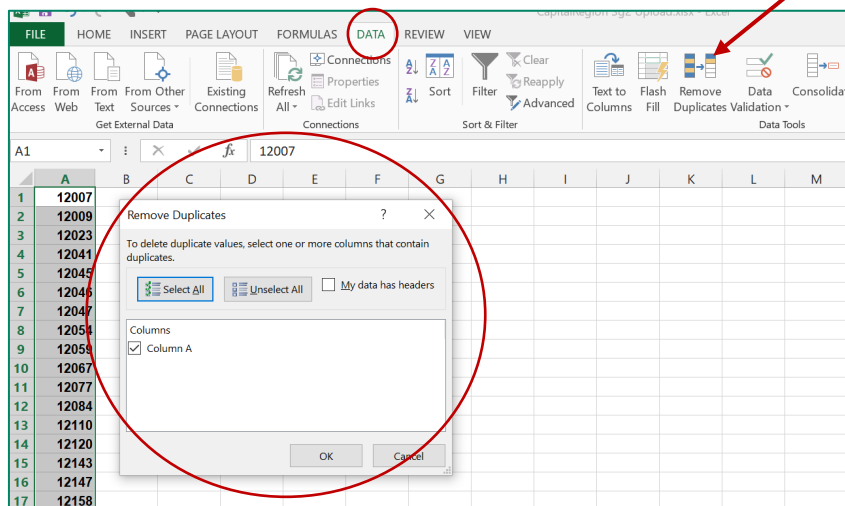 CapitalRegion Sg2 Upload.xlsx - Excel
FILE HOME INSERT PAGE LAYOUT FORMULAS DATA REVIEW VIEW
Connections Clear
Properties Reapply
From From From From Other Existing Refresh Sort Filter Text to Flash Remove Data
Access Web Text Sources Connections All Edit Links Advanced Columns Fill Duplicates Validation
Get External Data Connections Sort & Filter Data Tools
A1 fx 12007
A B C D E F G H I J K L M
1 12007
2 12009
3 12023
4 12041
5 12045
6 12046
7 12047
8 12054
9 12059
10 12067
11 12077
12 12084
13 12110
14 12120
15 12143
16 12147
17 12158
Remove Duplicates ?
To delete duplicate values, select one or more columns that contain
duplicates.
Select All Unselect All My data has headers
Columns
Column A
OK Cancel